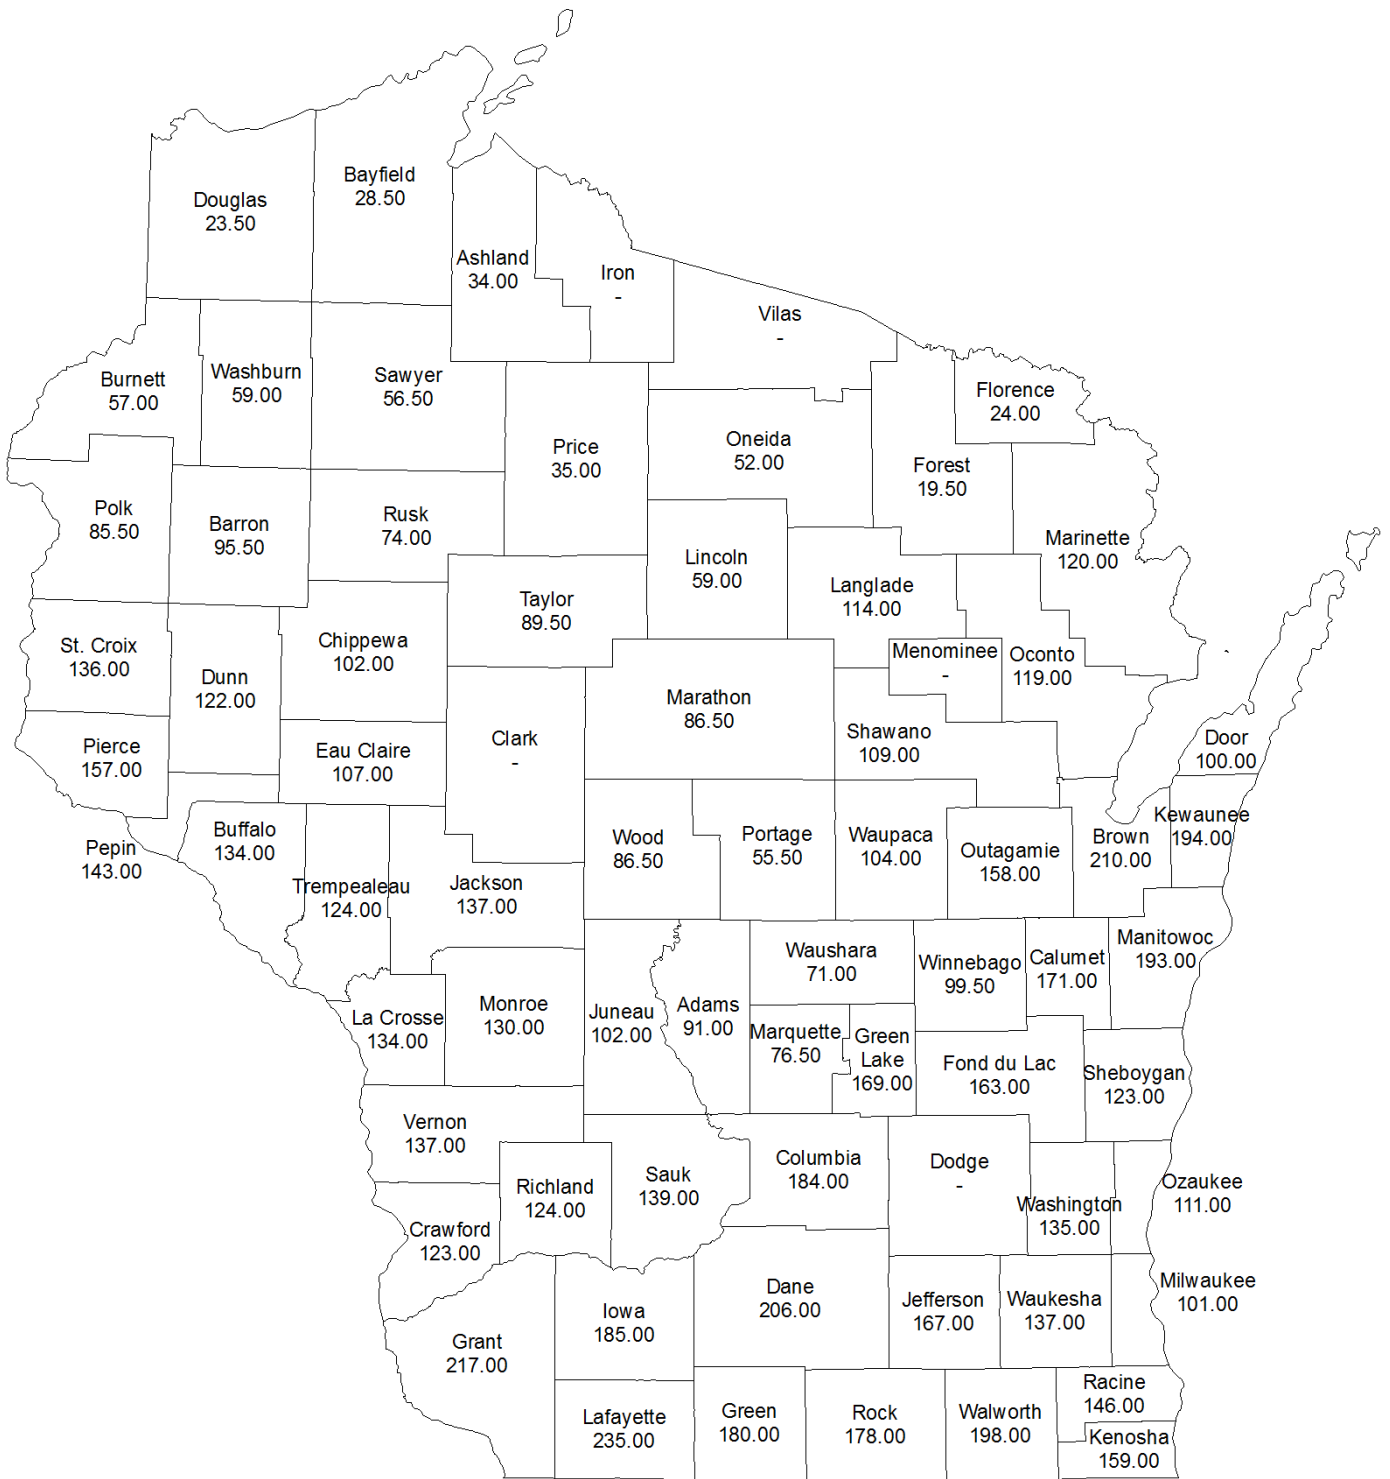 Bayfield
28.50
Douglas
23.50
Ashland
34.00
Iron
-
Vilas
-
Burnett
57.00
Washburn
59.00
Sawyer
56.50
Florence
24.00
Price
35.00
Oneida
52.00
Forest
19.50
Polk
85.50
Barron
95.50
Rusk
74.00
Lincoln
59.00
Marinette
120.00
Taylor
89.50
Langlade
114.00
St. Croix
136.00
Dunn
122.00
Chippewa
102.00
Menominee
-
Oconto
119.00
Marathon
86.50
Pierce
157.00
Eau Claire
107.00
Clark
-
Shawano
109.00
Door
100.00
Pepin
143.00
Buffalo
134.00
Wood
86.50
Portage
55.50
Waupaca
104.00
Outagamie
158.00
Brown
210.00
Kewaunee
194.00
Trempealeau
124.00
Jackson
137.00
Waushara
71.00
Winnebago
99.50
Calumet
171.00
Manitowoc
193.00
La Crosse
134.00
Monroe
130.00
Juneau
102.00
Adams
91.00
Marquette
76.50
Green
Lake
169.00
Fond du Lac
163.00
Sheboygan
123.00
Vernon
137.00
Richland
124.00
Sauk
139.00
Columbia
184.00
Dodge
-
Washington
135.00
Ozaukee
111.00
Crawford
123.00
Iowa
185.00
Dane
206.00
Jefferson
167.00
Waukesha
137.00
Milwaukee
101.00
Grant
217.00
Lafayette
235.00
Green
180.00
Rock
178.00
Walworth
198.00
Racine
146.00
Kenosha
159.00